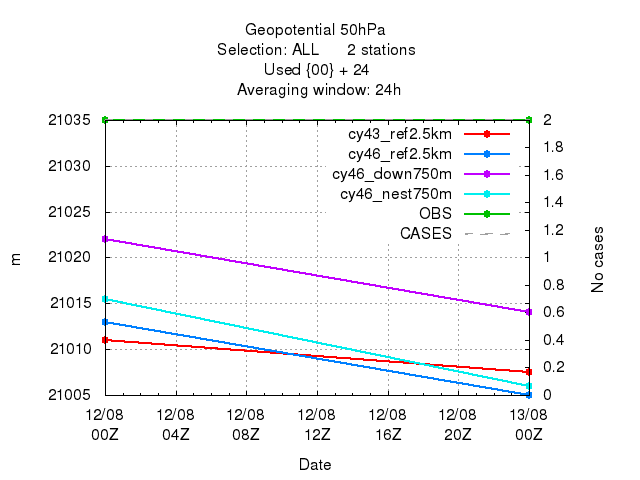 Geopotential 50hPa
Selection: ALL 2 stations
Used {00} + 24
Averaging window: 24h
21035
21030
21025
21020
21015
21010
21005
m
cy43_ref2.5km
cy46_ref2.5km
cy46_down750m
cy46_nest750m
OBS
CASES
2
1.8
1.6
1.4
1.2
1
0.8
0.6
0.4
0.2
0
No cases
12/08 12/08 12/08 12/08 12/08 12/08 13/08
00Z 04Z 08Z 12Z 16Z 20Z 00Z
Date